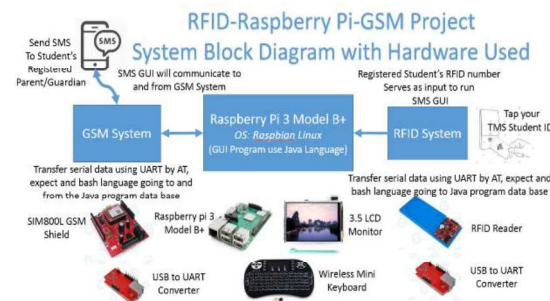 RFID-Raspberry Pi-GSM Project
System Block Diagram with Hardware Used
Send SMS
To Student's
Registered
Parent/Guardian
SMS
SMS GUI will communicate to
and from GSM System
Registered Student's RFID number
Serves as input to run
SMS GUI
GSM System
Raspberry Pi 3 Model B+
OS: Raspbian Linux
(GUI Program use Java Language)
RFID System
Tap your
TMS Student ID
Transfer serial data using UART by AT,
expect and bash language going to and
from the Java program data base
Transfer serial data using UART by AT, expect and
bash language going to Java program data base
SIM800L GSM
Shield
Raspberry pi 3
Model B+
3.5 LCD
Monitor
RFID Reader
USB to UART
Converter
Wireless Mini
Keyboard
USB to UART
Converter